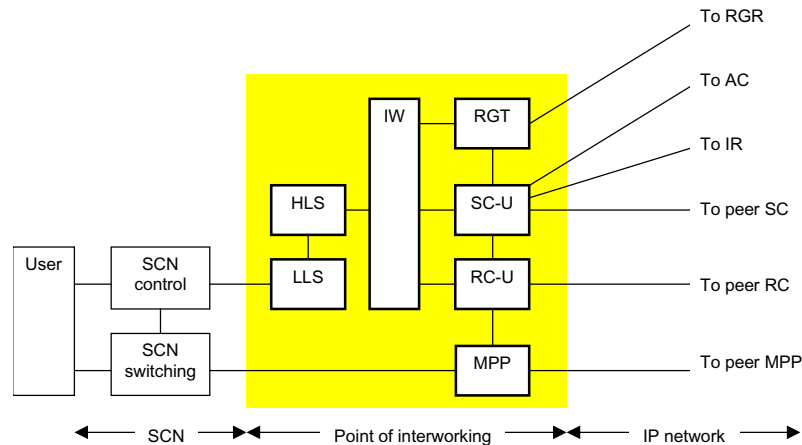 To RGR
To AC
IW
RGT
To IR
HLS
SC-U
To peer SC
User
SCN
control
LLS
RC-U
To peer RC
SCN
switching
MPP
To peer MPP
SCN
Point of interworking
IP network